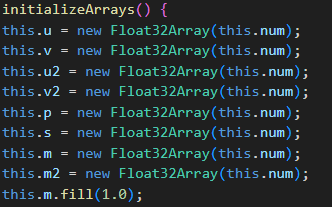 initializeArrays() {
this.u = new Float32Array(this.num);
this.v = new Float32Array(this.num);
this.u2 = new Float32Array(this.num);
this.v2 = new Float32Array(this.num);
this.p = new Float32Array(this.num);
this.s = new Float32Array(this.num);
this.m = new Float32Array(this.num);
this.m2 = new Float32Array(this.num);
this.m.fill(1.0);